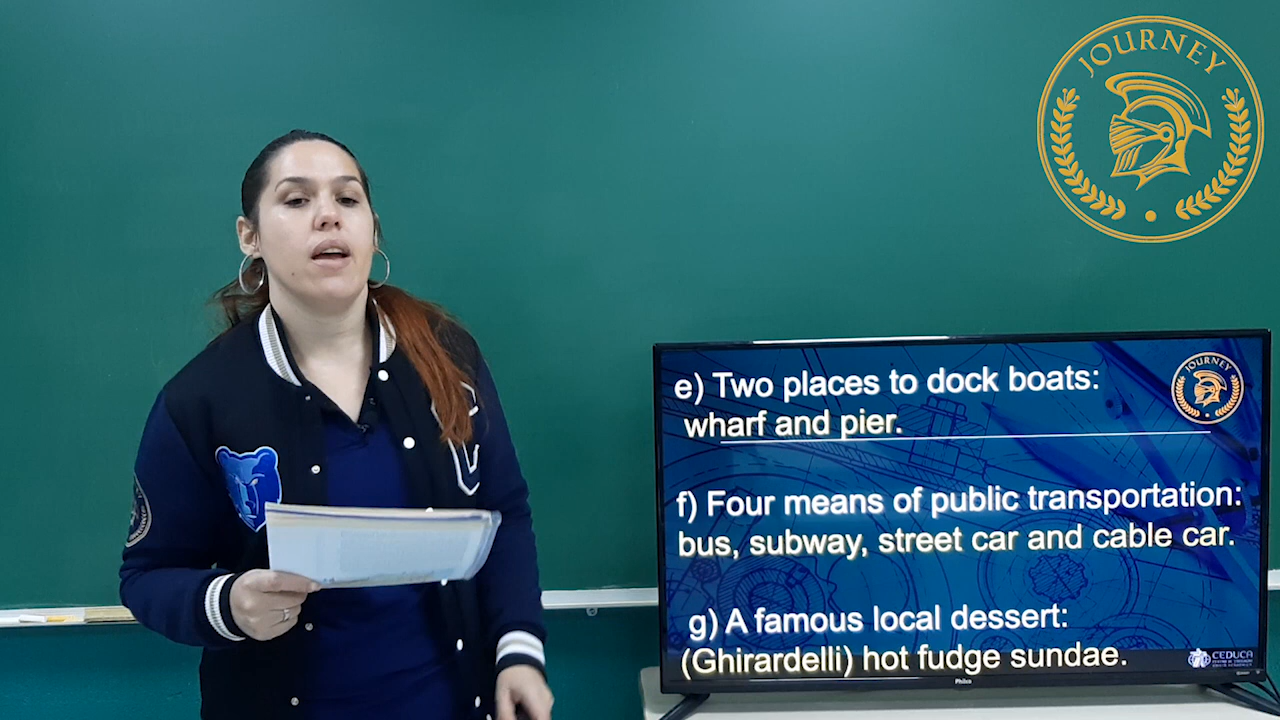 JOURNEY
JOURNEY
e) Two places to dock boats:
wharf and pier.
f) Four means of public transportation:
bus, subway, street car and cable car.
g) A famous local dessert:
(Ghirardelli) hot fudge sundae.
CEDUCA
Philco